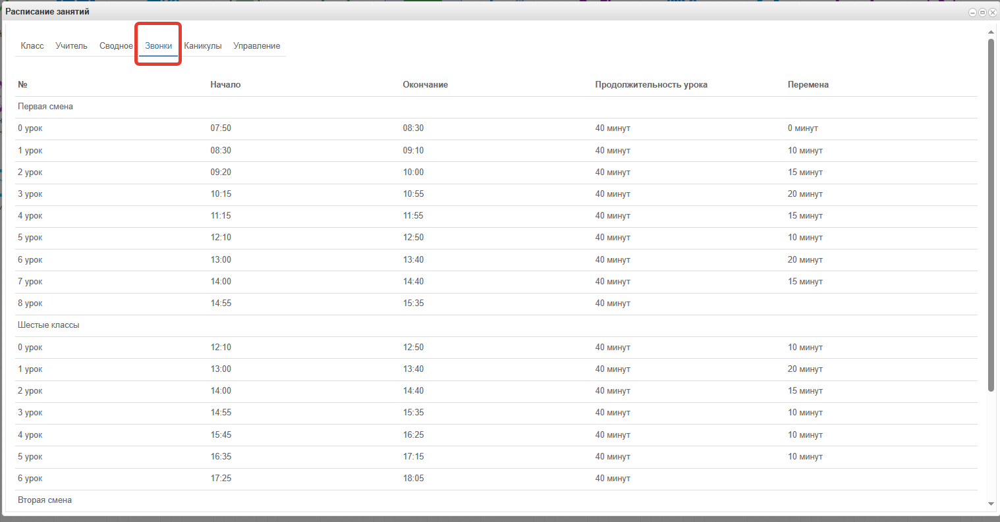 Расписание занятий
Класс Учитель Сводное Звонки Каникулы Управление
№ Начало Окончание Продолжительность урока Перемена
Первая смена
0 урок 07:50 08:30 40 минут 0 минут
1 урок 08:30 09:10 40 минут 10 минут
2 урок 09:20 10:00 40 минут 15 минут
3 урок 10:15 10:55 40 минут 20 минут
4 урок 11:15 11:55 40 минут 15 минут
5 урок 12:10 12:50 40 минут 10 минут
6 урок 13:00 13:40 40 минут 20 минут
7 урок 14:00 14:40 40 минут 15 минут
8 урок 14:55 15:35 40 минут
Шестые классы
0 урок 12:10 12:50 40 минут 10 минут
1 урок 13:00 13:40 40 минут 20 минут
2 урок 14:00 14:40 40 минут 15 минут
3 урок 14:55 15:35 40 минут 10 минут
4 урок 15:45 16:25 40 минут 10 минут
5 урок 16:35 17:15 40 минут 10 минут
6 урок 17:25 18:05 40 минут
Вторая смена